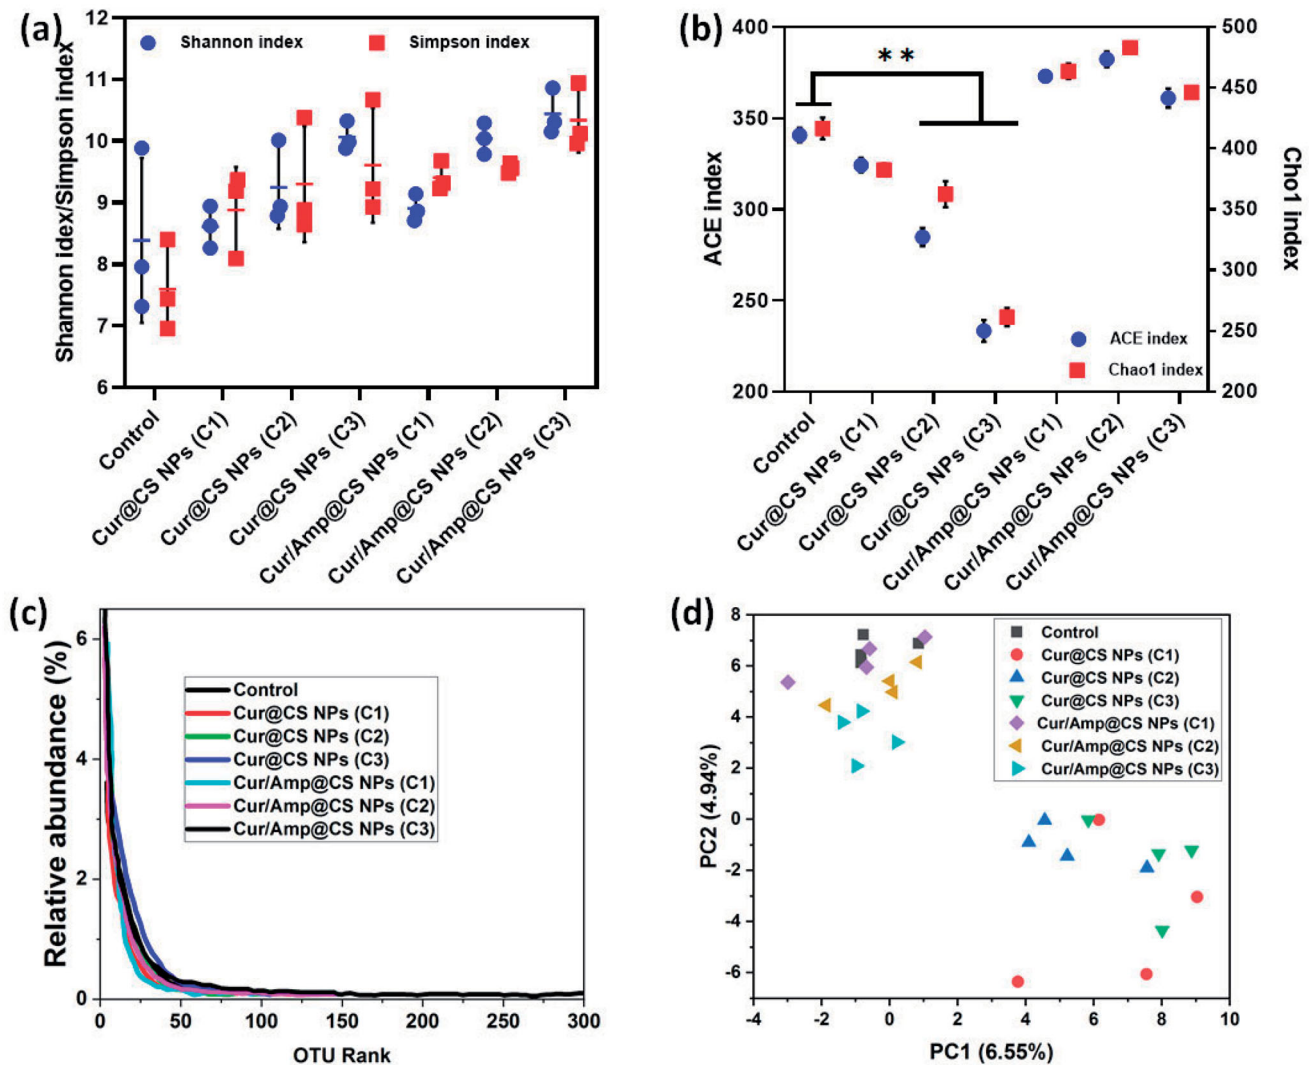 (a)
Shannon idex/Simpson index
12
11
10
9
8
7
6
Shannon index
Simpson index
Control
Cur@CS NPs (C1)
Cur@CS NPs (C2)
Cur@CS NPs (C3)
Cur/Amp@CS NPs (C1)
Cur/Amp@CS NPs (C2)
Cur/Amp@CS NPs (C3)
(b)
ACE index
400
350
300
250
200
**
500
450
400
350
300
250
200
Cho1 index
ACE index
Chao1 index
Control
Cur@CS NPs (C1)
Cur@CS NPs (C2)
Cur@CS NPs (C3)
Cur/Amp@CS NPs (C1)
Cur/Amp@CS NPs (C2)
Cur/Amp@CS NPs (C3)
(c)
Relative abundance (%)
6
4
2
0
Control
Cur@CS NPs (C1)
Cur@CS NPs (C2)
Cur@CS NPs (C3)
Cur/Amp@CS NPs (C1)
Cur/Amp@CS NPs (C2)
Cur/Amp@CS NPs (C3)
0 50 100 150 200 250 300
OTU Rank
(d)
PC2 (4.94%)
8
6
4
2
0
-2
-4
-6
Control
Cur@CS NPs (C1)
Cur@CS NPs (C2)
Cur@CS NPs (C3)
Cur/Amp@CS NPs (C1)
Cur/Amp@CS NPs (C2)
Cur/Amp@CS NPs (C3)
-4 -2 0 2 4 6 8 10
PC1 (6.55%)